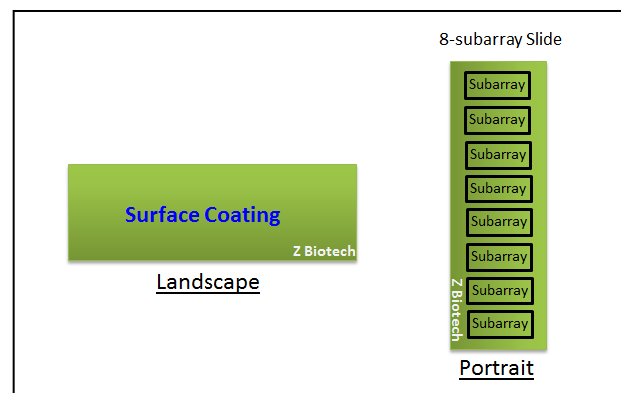 8-subarray Slide
Subarray
Subarray
Subarray
Subarray
Subarray
Subarray
Subarray
Subarray
Z Biotech
Portrait
Surface Coating
Z Biotech
Landscape